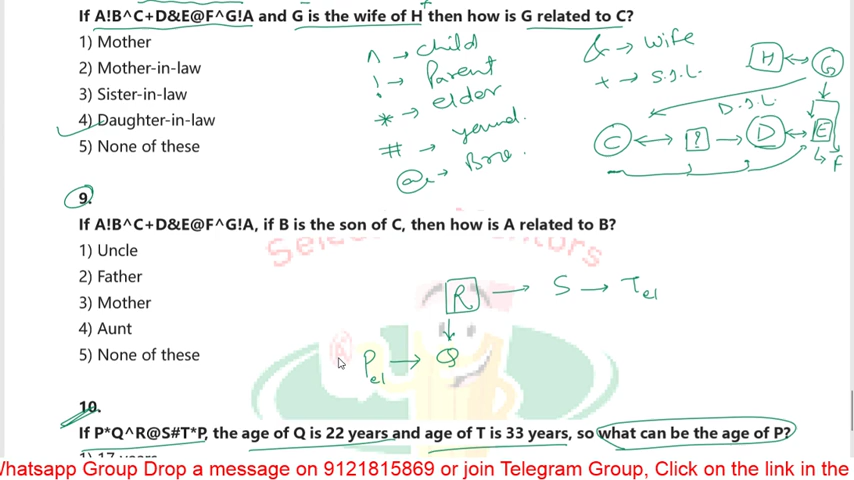 If A!B^C+D&E@F^G!A and G is the wife of H then how is G related to C?
1) Mother
2) Mother-in-law
3) Sister-in-law
4) Daughter-in-law
5) None of these
^ → child
! → Parent
* → elder
# →
@ → Bro.
& → Wife
+ → S.I.L.
H ↔ G
D.I.L.
C ↔ ? → D ↔ E
F
9.
If A!B^C+D&E@F^G!A, if B is the son of C, then how is A related to B?
1) Uncle
2) Father
3) Mother
4) Aunt
5) None of these
R → S → T el
P el → Q
10.
If P*Q^R@S#T*P, the age of Q is 22 years and age of T is 33 years, so what can be the age of P?
1) 17 years
Whatsapp Group Drop a message on 9121815869 or join Telegram Group, Click on the link in the